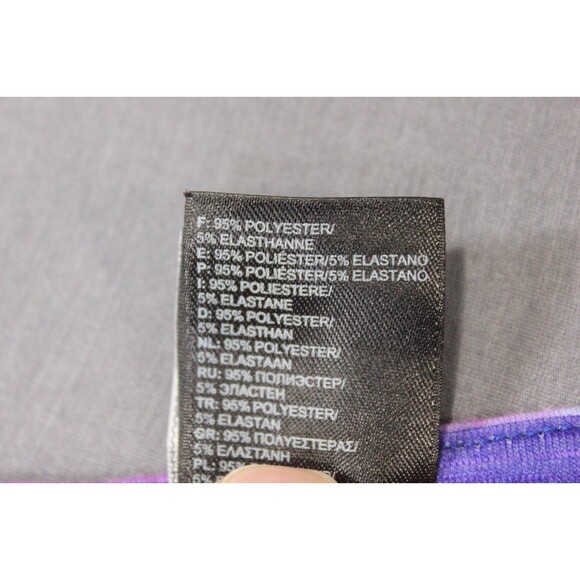 F: 95% POLYESTER/
5% ELASTHANNE
E: 95% POLIÉSTER/5% ELASTANO
P: 95% POLIÉSTER/5% ELASTANO
I: 95% POLIESTERE/
5% ELASTANE
D: 95% POLYESTER/
5% ELASTHAN
NL: 95% POLYESTER/
5% ELASTAAN
RU: 95% ПОЛИЭСТЕР/
5% ЭЛАСТЕН
TR: 95% POLYESTER/
5% ELASTAN
GR: 95% ΠΟΛΥΕΣΤΕΡΑΣ/
5% ΕΛΑΣΤΑΝΗ
PL: 95%
5%